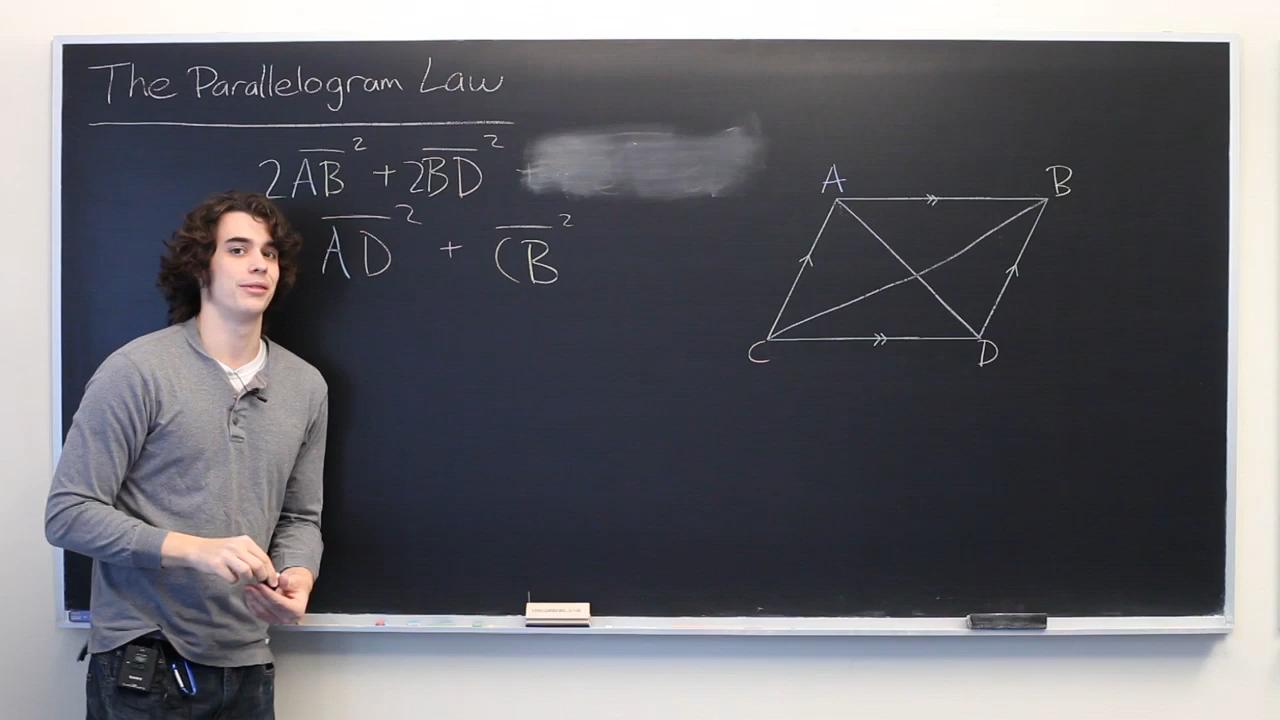 The Parallelogram Law
2AB² + 2BD² +
AD² + CB²
A
B
C
D